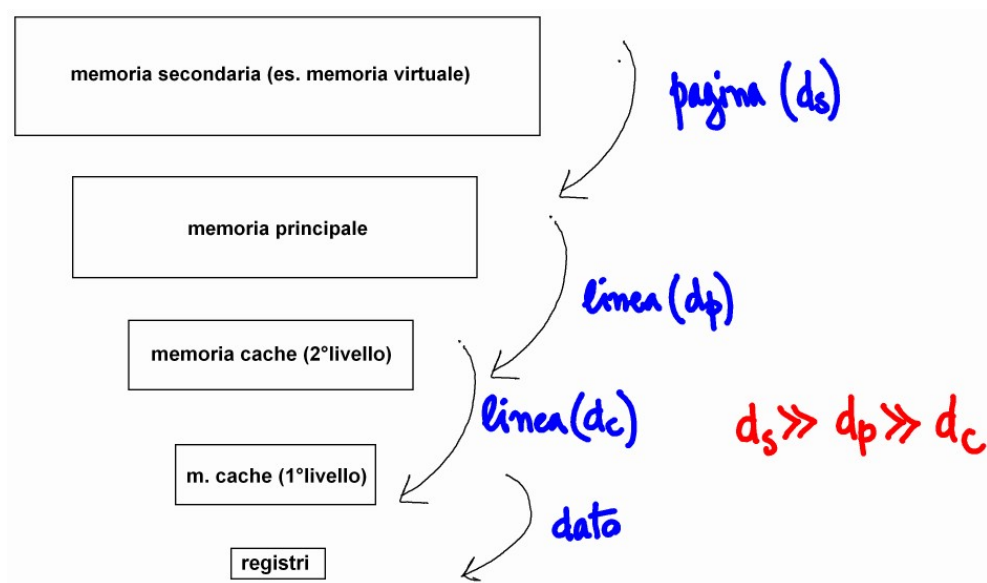 memoria secondaria (es. memoria virtuale)
pagina (ds)
memoria principale
linea (dp)
memoria cache (2°livello)
linea (dc)
ds >> dp >> dc
m. cache (1°livello)
dato
registri